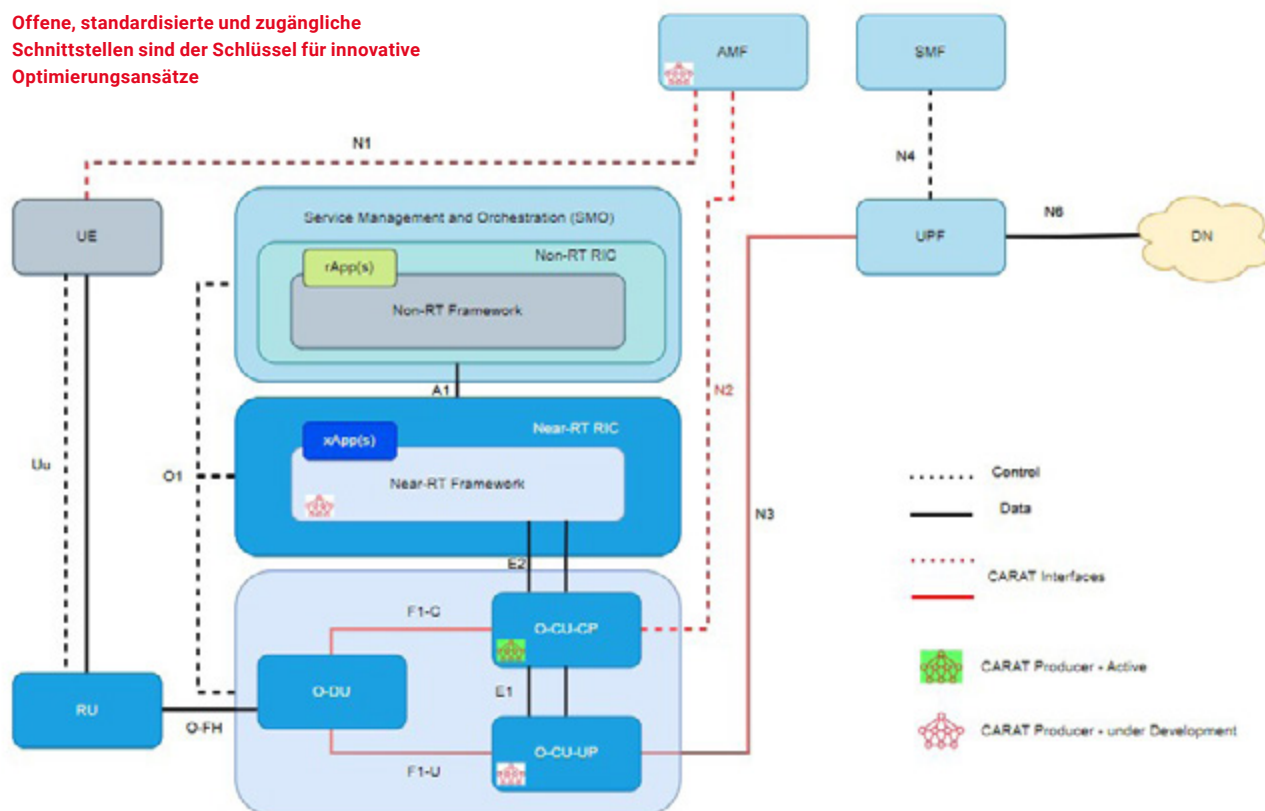 Offene, standardisierte und zugängliche
Schnittstellen sind der Schlüssel für innovative
Optimierungsansätze
AMF
SMF
N1
N4
Service Management and Orchestration (SMO)
UE
UPF
N6
DN
Non-RT RIC
rApp(s)
Non-RT Framework
A1
N2
Near-RT RIC
xApp(s)
Uu
O1
Near-RT Framework
Control
Data
N3
E2
CARAT Interfaces
F1-C
O-CU-CP
CARAT Producer - Active
O-DU
E1
RU
O-FH
O-CU-UP
CARAT Producer - under Development
F1-U